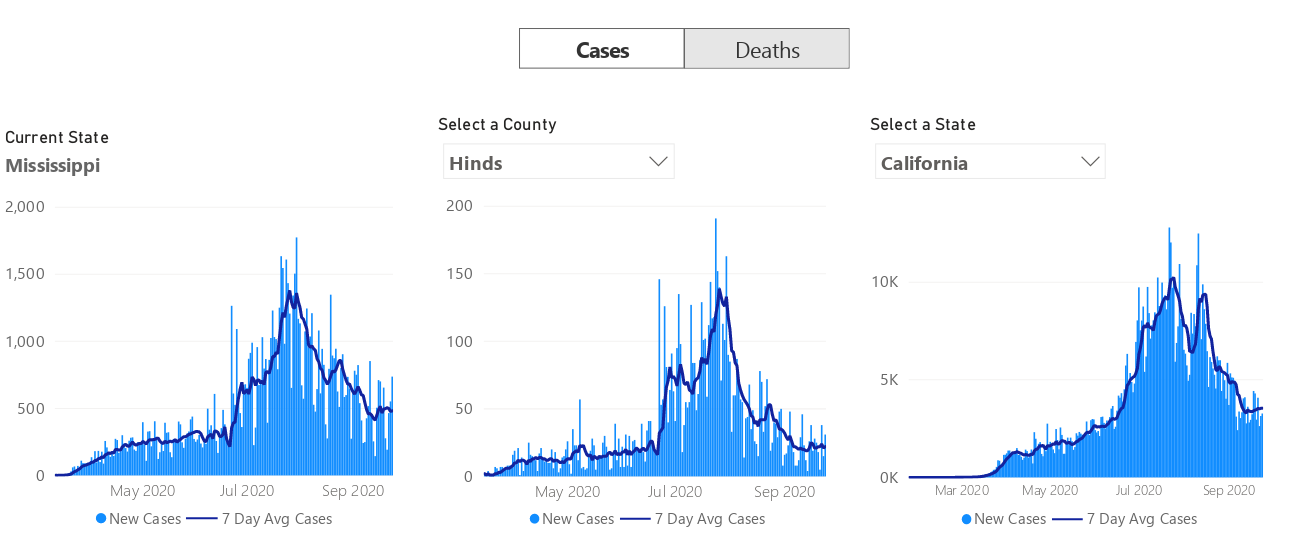 Cases Deaths
Current State
Mississippi
2,000
1,500
1,000
500
0
May 2020 Jul 2020 Sep 2020
New Cases 7 Day Avg Cases
Select a County
Hinds
200
150
100
50
0
May 2020 Jul 2020 Sep 2020
New Cases 7 Day Avg Cases
Select a State
California
10K
5K
0K
Mar 2020 May 2020 Jul 2020 Sep 2020
New Cases 7 Day Avg Cases